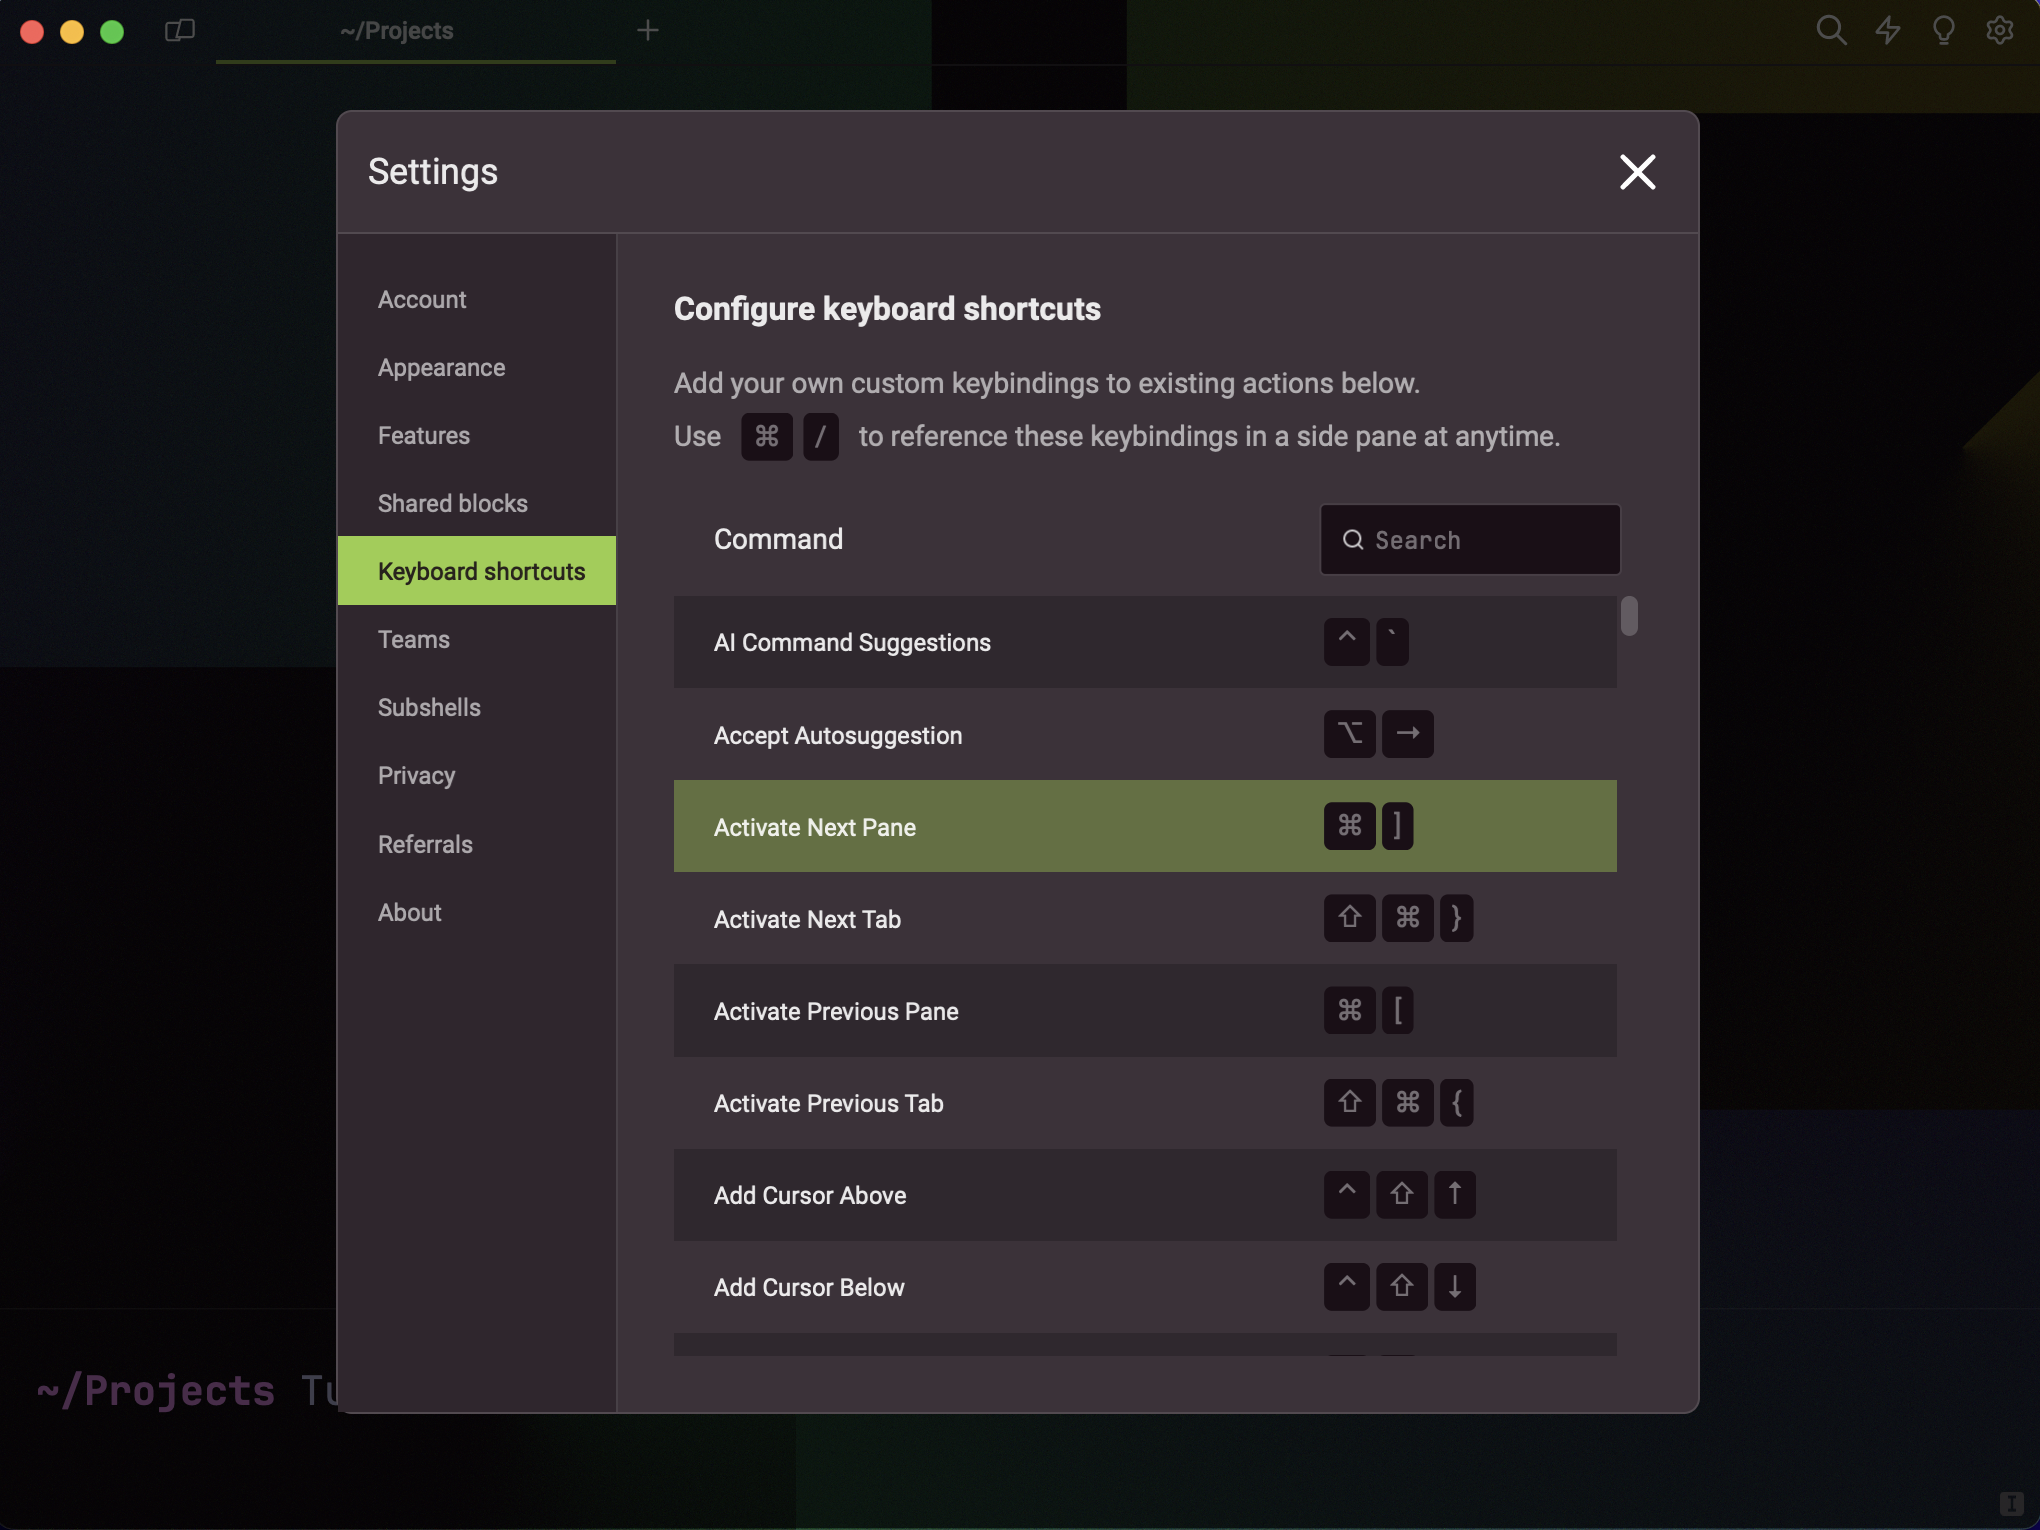 ~/Projects
Settings
Account
Appearance
Features
Shared blocks
Keyboard shortcuts
Teams
Subshells
Privacy
Referrals
About
Configure keyboard shortcuts
Add your own custom keybindings to existing actions below.
Use ⌘ / to reference these keybindings in a side pane at anytime.
Command
Search
AI Command Suggestions ^ `
Accept Autosuggestion ⌥ →
Activate Next Pane ⌘ ]
Activate Next Tab ⇧ ⌘ }
Activate Previous Pane ⌘ [
Activate Previous Tab ⇧ ⌘ {
Add Cursor Above ^ ⇧ ↑
Add Cursor Below ^ ⇧ ↓
~/Projects